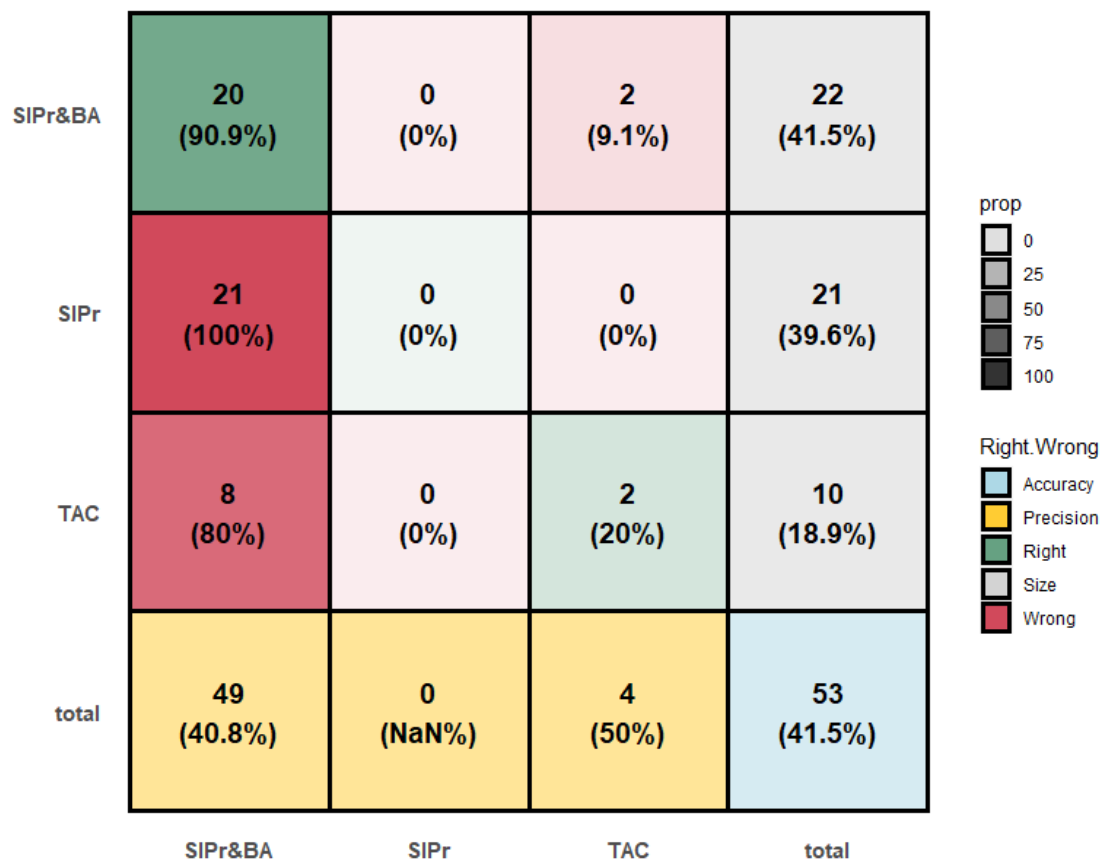 SIPr&BA
20
(90.9%)
0
(0%)
2
(9.1%)
22
(41.5%)
SIPr
21
(100%)
0
(0%)
0
(0%)
21
(39.6%)
TAC
8
(80%)
0
(0%)
2
(20%)
10
(18.9%)
total
49
(40.8%)
0
(NaN%)
4
(50%)
53
(41.5%)
SIPr&BA
SIPr
TAC
total
prop
0
25
50
75
100
Right.Wrong
Accuracy
Precision
Right
Size
Wrong